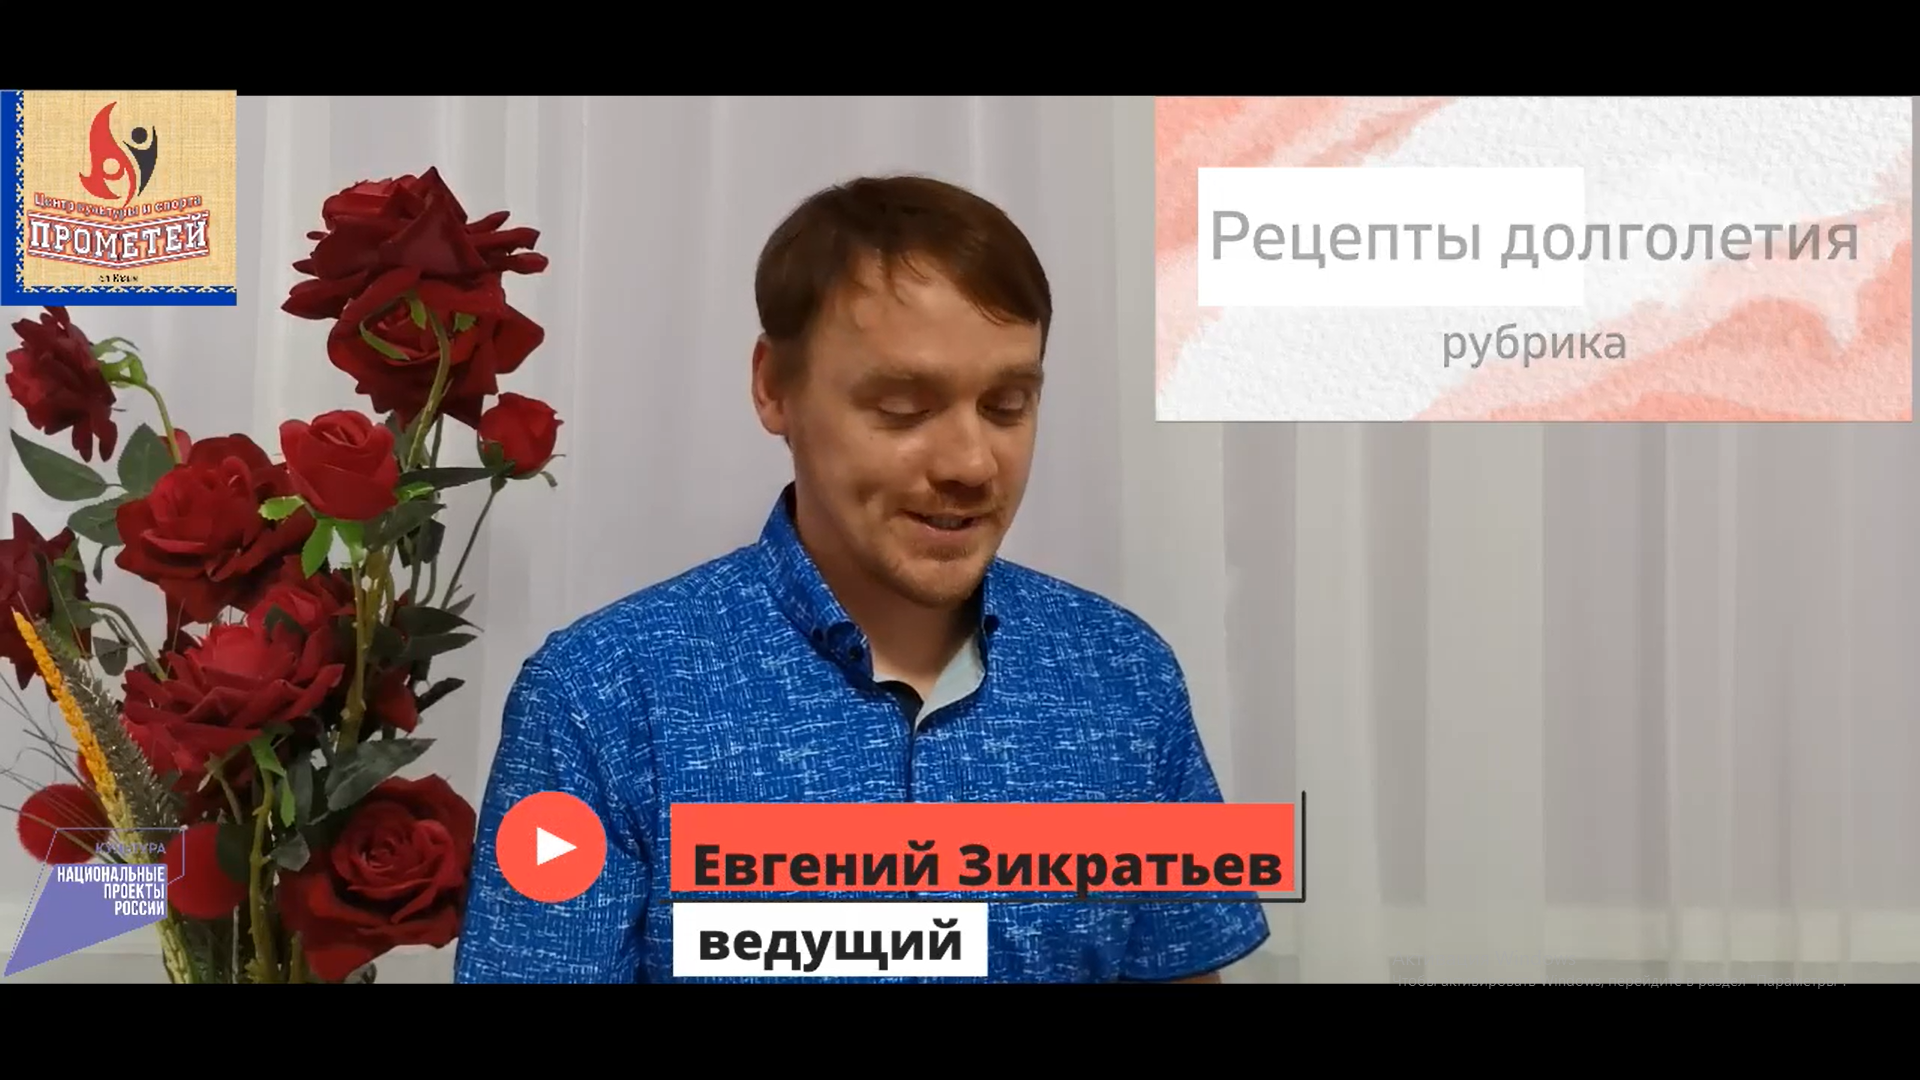 Центр культуры и спорта
ПРОМЕТЕЙ
Рецепты долголетия
рубрика
КУЛЬТУРА
НАЦИОНАЛЬНЫЕ
ПРОЕКТЫ
РОССИИ
Евгений Зикратьев
ведущий